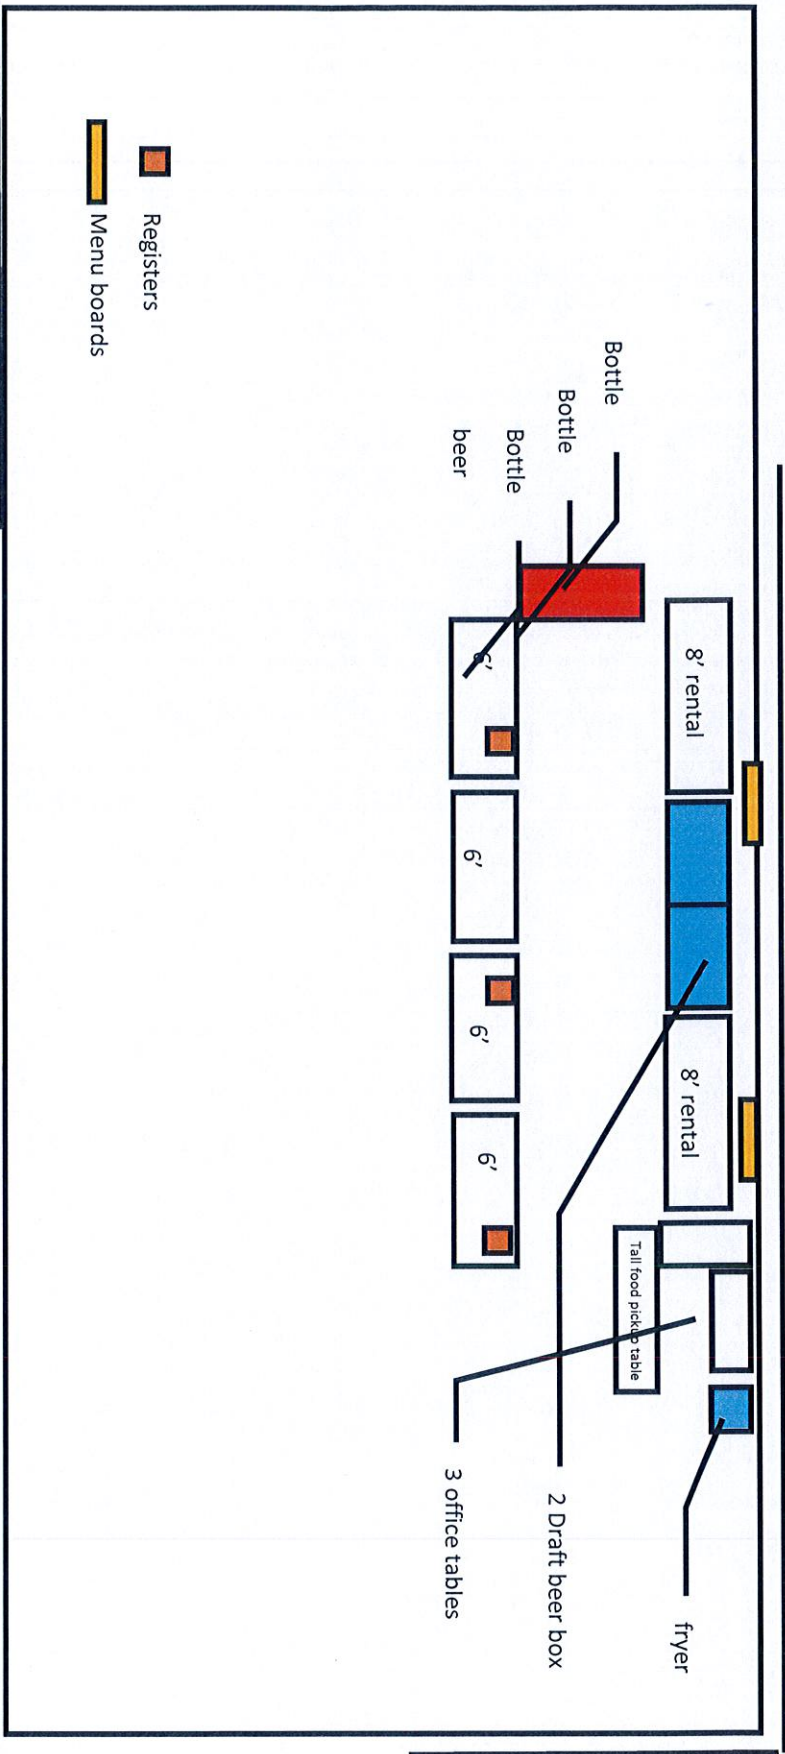 8' rental
8' rental
fryer
Tall food pickup table
Bottle
Bottle
2 Draft beer box
Bottle
beer
6'
6'
6'
6'
3 office tables
Registers
Menu boards